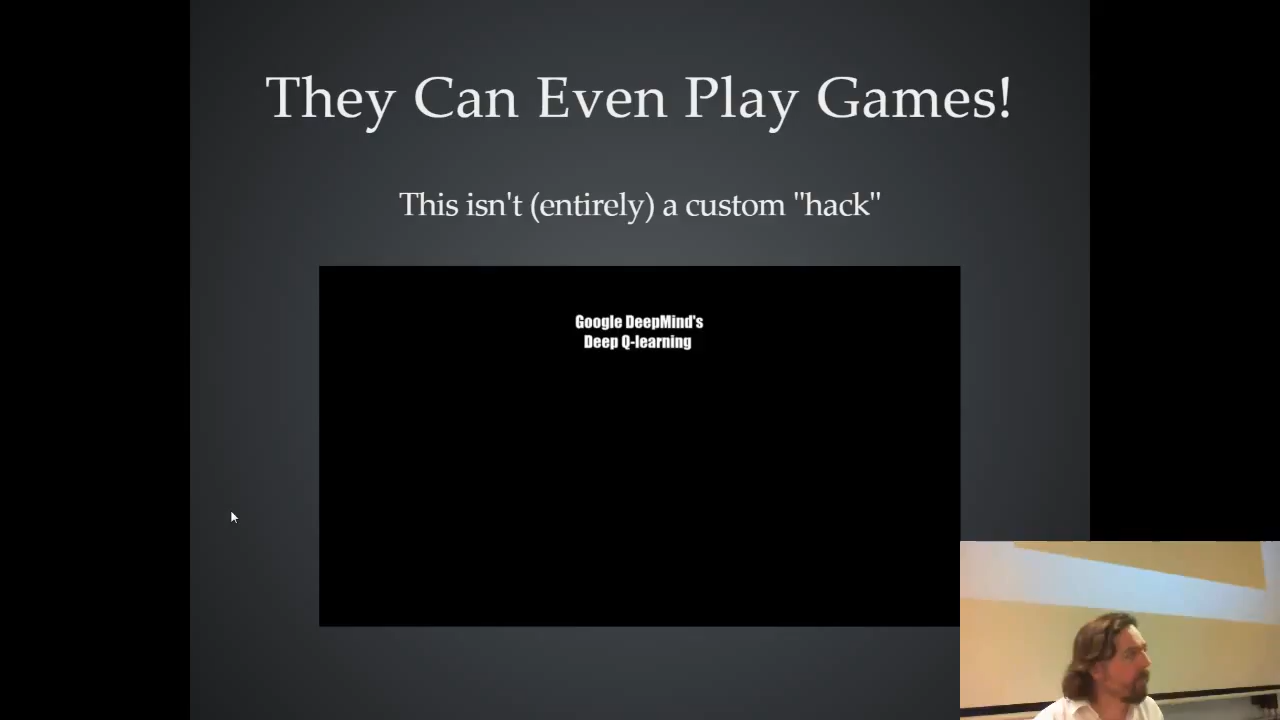 They Can Even Play Games!
This isn't (entirely) a custom "hack"
Google DeepMind's
Deep Q-learning